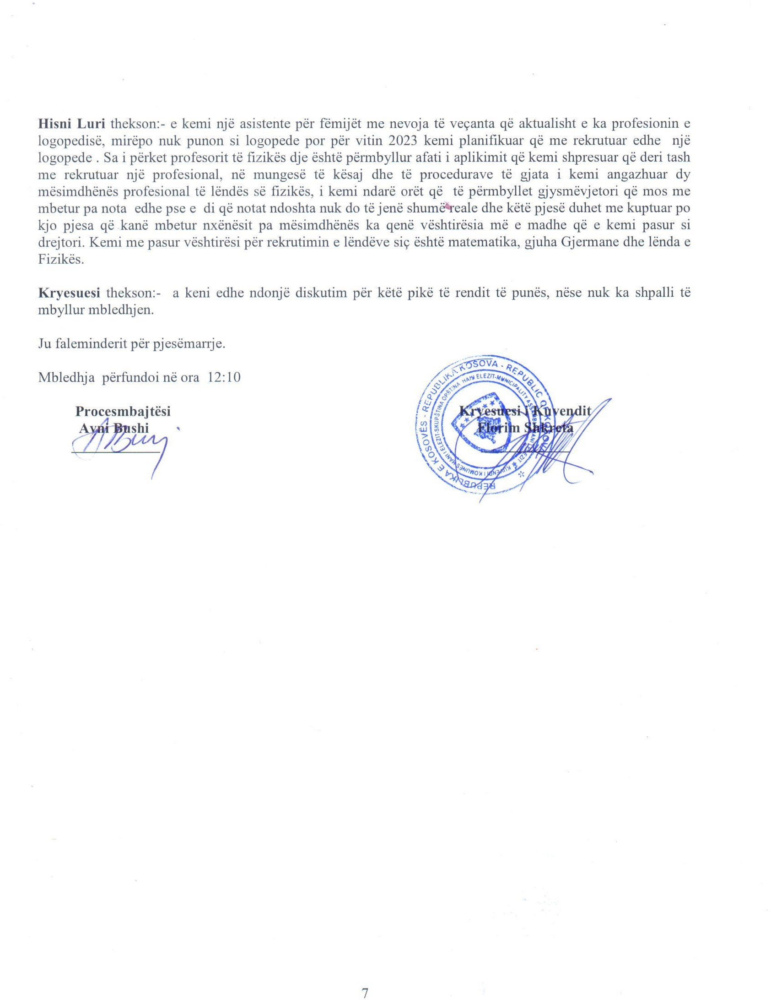 Hisni Luri thekson:- e kemi një asistente për fëmijët me nevoja të veçanta që aktualisht e ka profesionin e
logopedisë, mirëpo nuk punon si logopede por për vitin 2023 kemi planifikuar që me rekrutuar edhe një
logopede . Sa i përket profesorit të fizikës dje është përmbyllur afati i aplikimit që kemi shpresuar që deri tash
me rekrutuar një profesional, në mungesë të kësaj dhe të procedurave të gjata i kemi angazhuar dy
mësimdhënës profesional të lëndës së fizikës, i kemi ndarë orët që të përmbyllet gjysmëvjetori që mos me
mbetur pa nota edhe pse e di që notat ndoshta nuk do të jenë shumë reale dhe këtë pjesë duhet me kuptuar po
kjo pjesa që kanë mbetur nxënësit pa mësimdhënës ka qenë vështirësia më e madhe që e kemi pasur si
drejtori. Kemi me pasur vështirësi për rekrutimin e lëndëve siç është matematika, gjuha Gjermane dhe lënda e
Fizikës.
Kryesuesi thekson:- a keni edhe ndonjë diskutim për këtë pikë të rendit të punës, nëse nuk ka shpalli të
mbyllur mbledhjen.
Ju faleminderit për pjesëmarrje.
Mbledhja përfundoi në ora 12:10
Procesmbajtësi
Avni Bushi
Kryesuesi i Kuvendit
Florim Shkreta
REPUBLIKA E KOSOVËS - REPUBLIKA KOSOVA - REPUBLIC OF KOSOVA
KUVENDI I KOMUNËS HANI I ELEZIT-SKUPŠTINA OPŠTINA HANI ELEZIT-MUNICIPALITY ASSAMBL HANI I ELEZIT
7